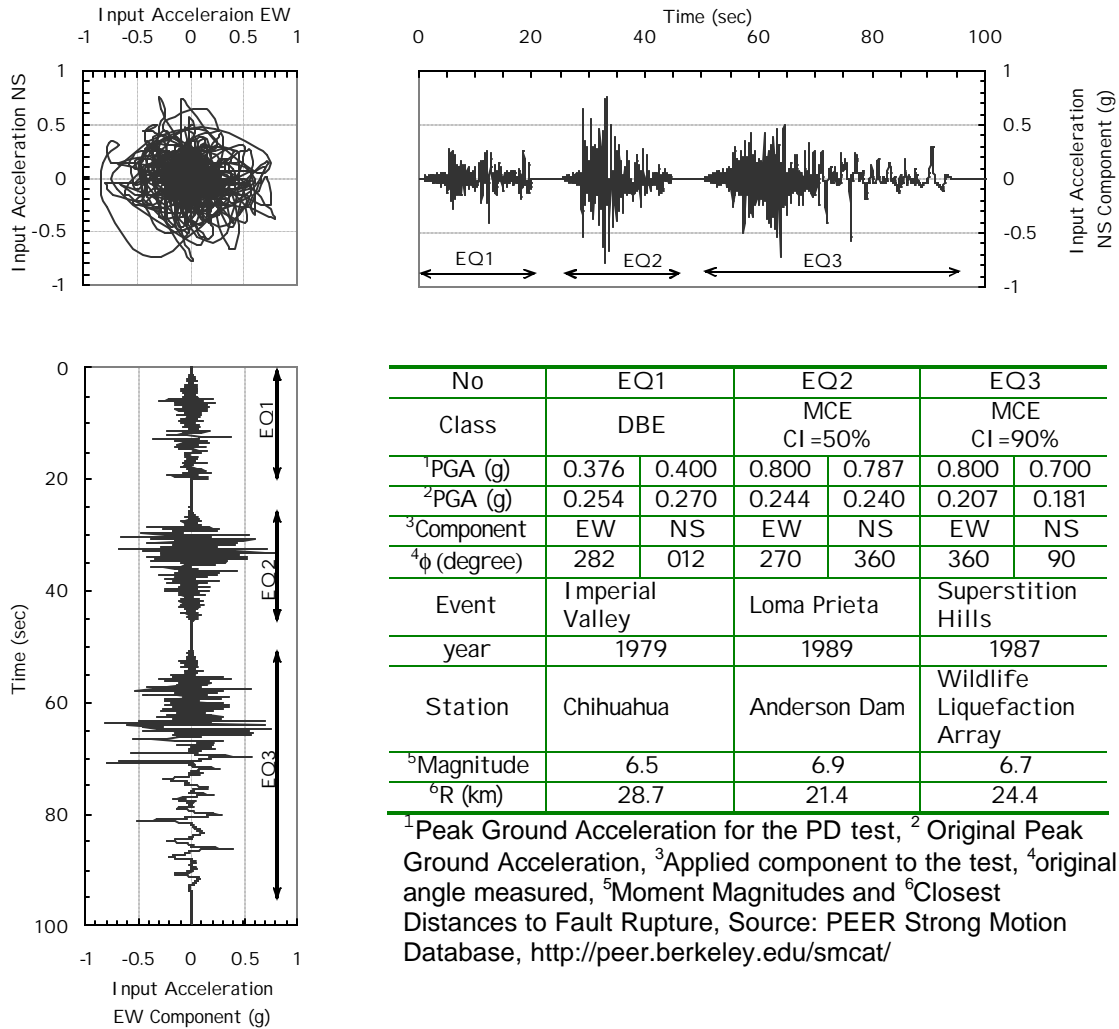 Input Acceleraion EW
-1 -0.5 0 0.5 1
Input Acceleration NS
1
0.5
0
-0.5
-1
Time (sec)
0 20 40 60 80 100
EQ1 EQ2 EQ3
1
0.5
0
-0.5
-1
Input Acceleration
NS Component (g)
Time (sec)
0
20
40
60
80
100
EQ1
EQ2
EQ3
-1 -0.5 0 0.5 1
Input Acceleration
EW Component (g)
No EQ1 EQ2 EQ3
Class DBE MCE CI=50% MCE CI=90%
1PGA (g) 0.376 0.400 0.800 0.787 0.800 0.700
2PGA (g) 0.254 0.270 0.244 0.240 0.207 0.181
3Component EW NS EW NS EW NS
4ϕ (degree) 282 012 270 360 360 90
Event Imperial Valley Loma Prieta Superstition Hills
year 1979 1989 1987
Station Chihuahua Anderson Dam Wildlife Liquefaction Array
5Magnitude 6.5 6.9 6.7
6R (km) 28.7 21.4 24.4
1Peak Ground Acceleration for the PD test, 2 Original Peak
Ground Acceleration, 3Applied component to the test, 4original
angle measured, 5Moment Magnitudes and 6Closest
Distances to Fault Rupture, Source: PEER Strong Motion
Database, http://peer.berkeley.edu/smcat/